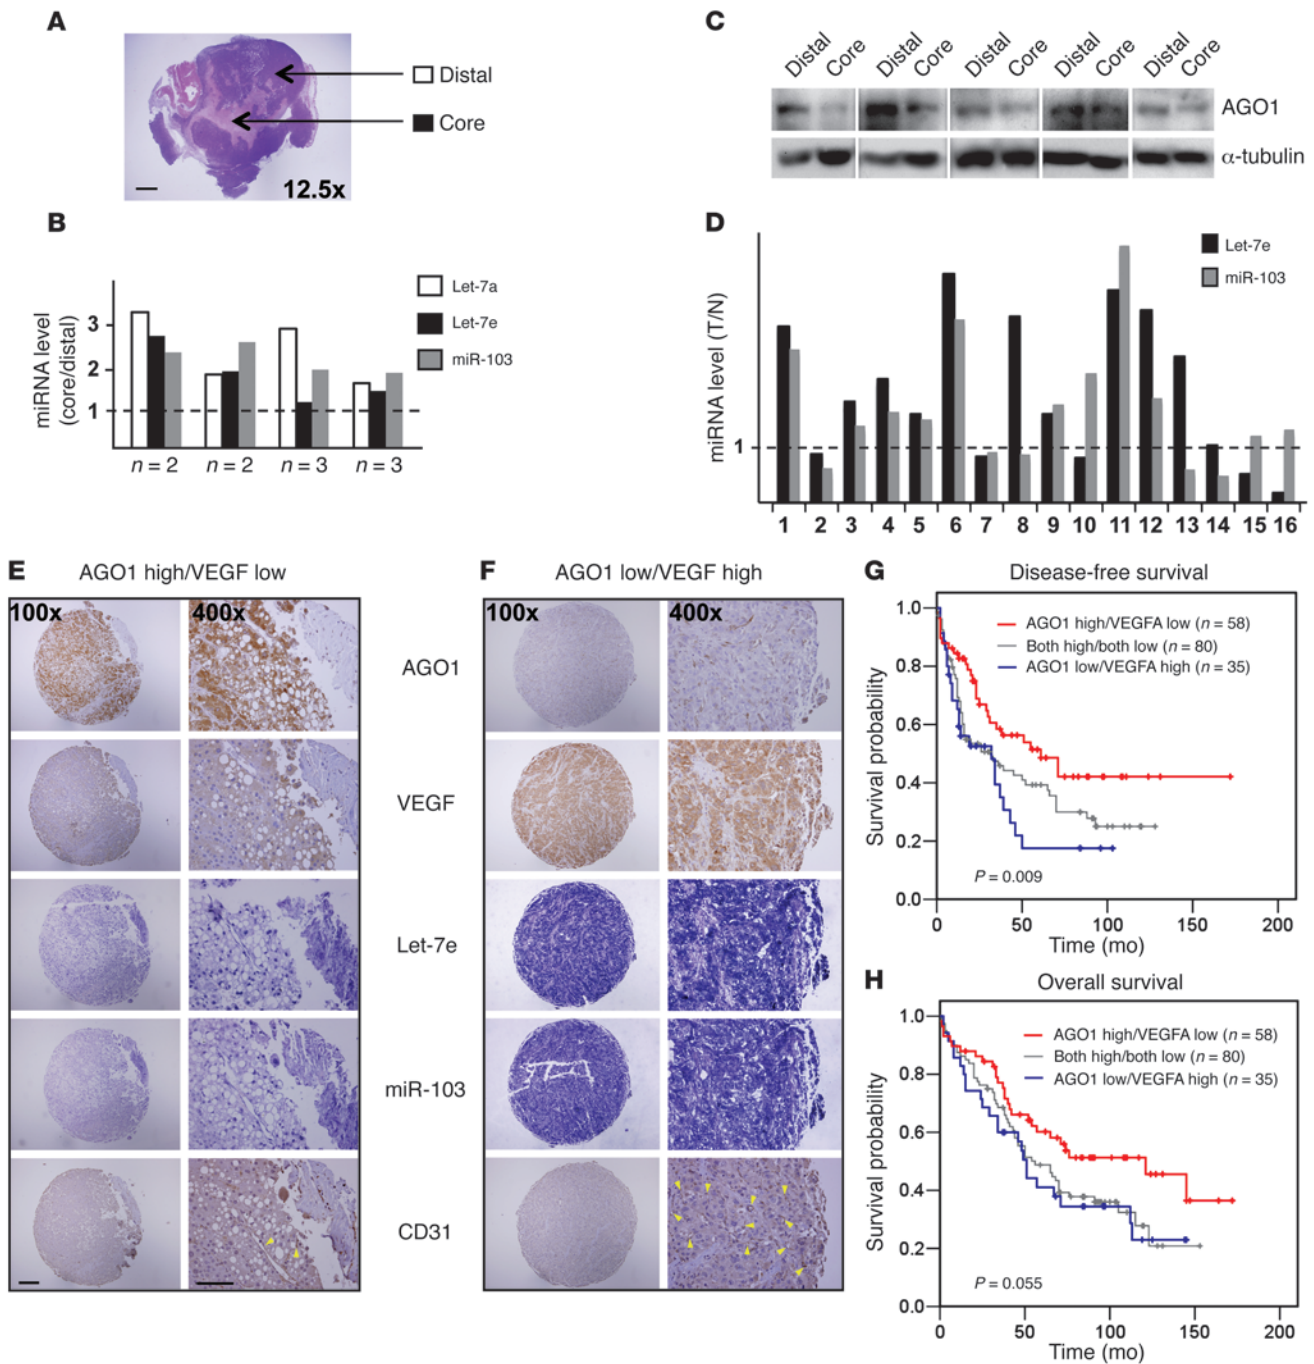 A
Distal
Core
12.5x
B
miRNA level
(core/distal)
3
2
1
Let-7a
Let-7e
miR-103
n = 2
n = 2
n = 3
n = 3
C
Distal
Core
Distal
Core
Distal
Core
Distal
Core
Distal
Core
AGO1
α-tubulin
D
miRNA level (T/N)
1
Let-7e
miR-103
1 2 3 4 5 6 7 8 9 10 11 12 13 14 15 16
E
AGO1 high/VEGF low
100x
400x
F
AGO1 low/VEGF high
100x
400x
AGO1
VEGF
Let-7e
miR-103
CD31
G
Disease-free survival
Survival probability
1.0
0.8
0.6
0.4
0.2
0.0
AGO1 high/VEGFA low (n = 58)
Both high/both low (n = 80)
AGO1 low/VEGFA high (n = 35)
P = 0.009
0 50 100 150 200
Time (mo)
H
Overall survival
Survival probability
1.0
0.8
0.6
0.4
0.2
0.0
AGO1 high/VEGFA low (n = 58)
Both high/both low (n = 80)
AGO1 low/VEGFA high (n = 35)
P = 0.055
0 50 100 150 200
Time (mo)